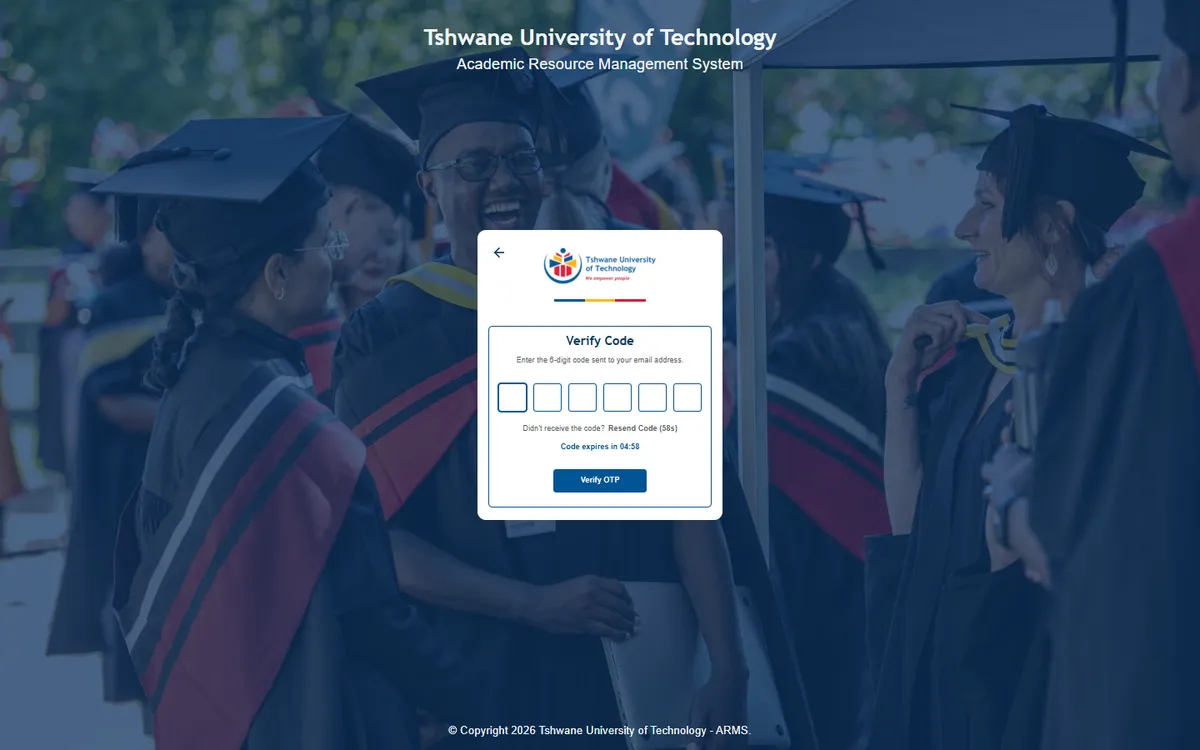 Tshwane University of Technology
Academic Resource Management System
Tshwane University
of Technology
We empower people
Verify Code
Enter the 6-digit code sent to your email address.
Didn't receive the code? Resend Code (58s)
Code expires in 04:58
Verify OTP
© Copyright 2026 Tshwane University of Technology - ARMS.